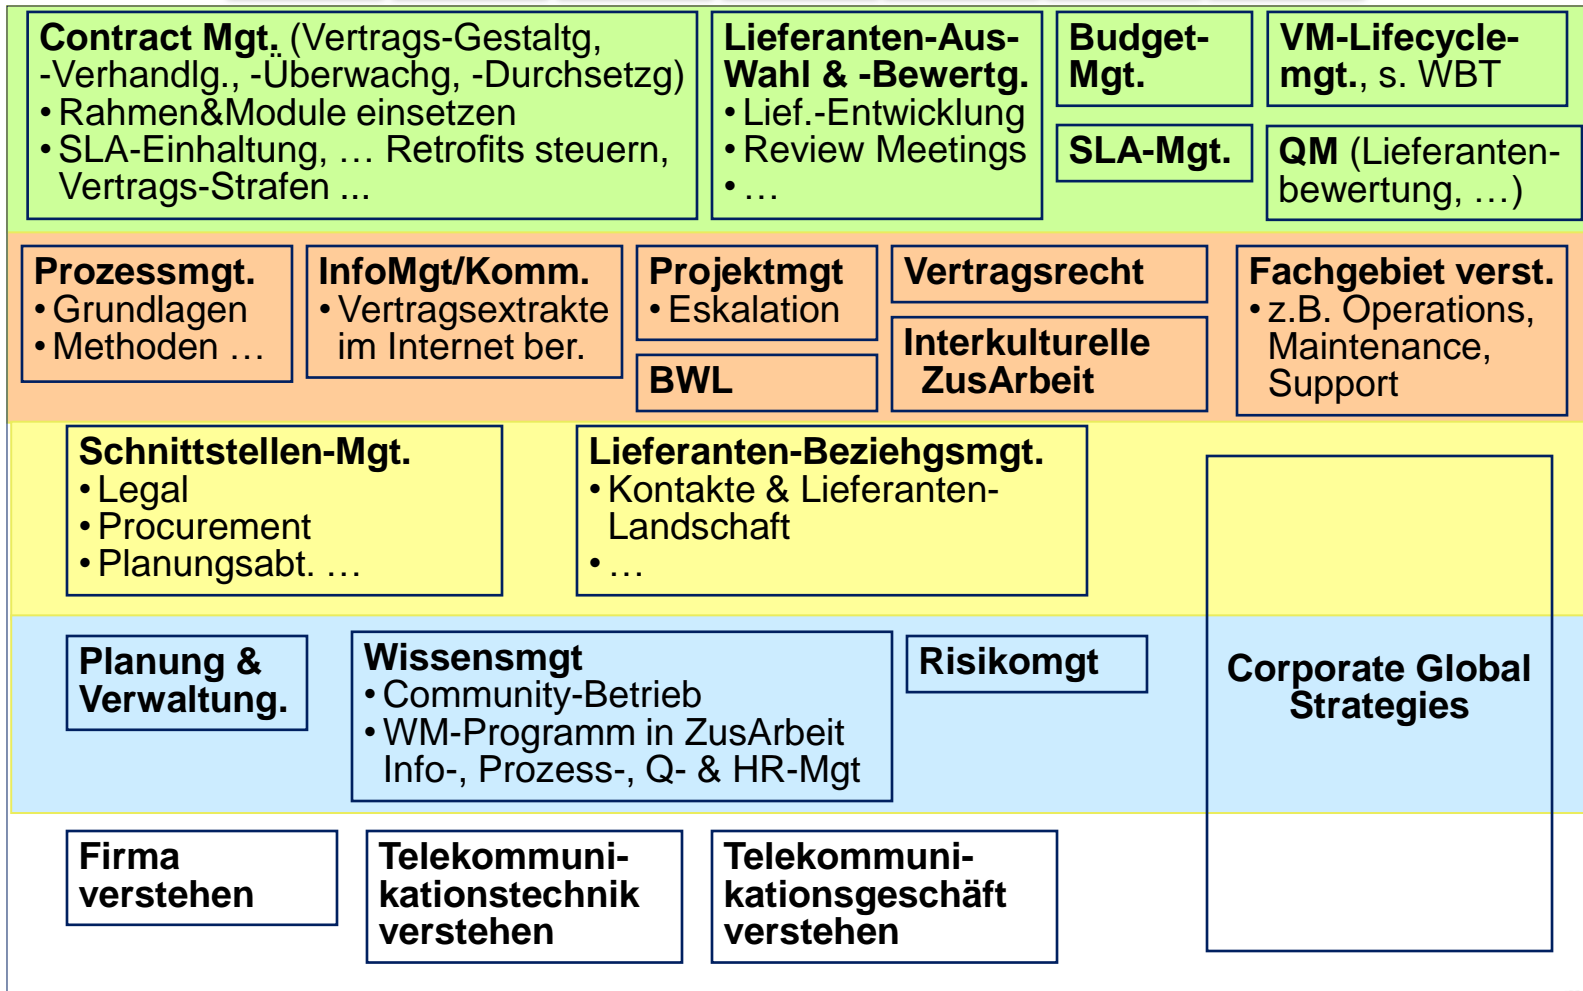 Contract Mgt. (Vertrags-Gestaltg,
-Verhandlg., -Überwachg, -Durchsetzg)
• Rahmen&Module einsetzen
• SLA-Einhaltung, … Retrofits steuern,
Vertrags-Strafen ...
Lieferanten-Aus-
Wahl & -Bewertg.
• Lief.-Entwicklung
• Review Meetings
• …
Budget-
Mgt.
SLA-Mgt.
VM-Lifecycle-
mgt., s. WBT
QM (Lieferanten-
bewertung, …)
Prozessmgt.
• Grundlagen
• Methoden …
InfoMgt/Komm.
• Vertragsextrakte
im Internet ber.
Projektmgt
• Eskalation
BWL
Vertragsrecht
Interkulturelle
ZusArbeit
Fachgebiet verst.
• z.B. Operations,
Maintenance,
Support
Schnittstellen-Mgt.
• Legal
• Procurement
• Planungsabt. …
Lieferanten-Beziehgsmgt.
• Kontakte & Lieferanten-
Landschaft
• …
Planung &
Verwaltung.
Wissensmgt
• Community-Betrieb
• WM-Programm in ZusArbeit
Info-, Prozess-, Q- & HR-Mgt
Risikomgt
Corporate Global
Strategies
Firma
verstehen
Telekommuni-
kationstechnik
verstehen
Telekommuni-
kationsgeschäft
verstehen